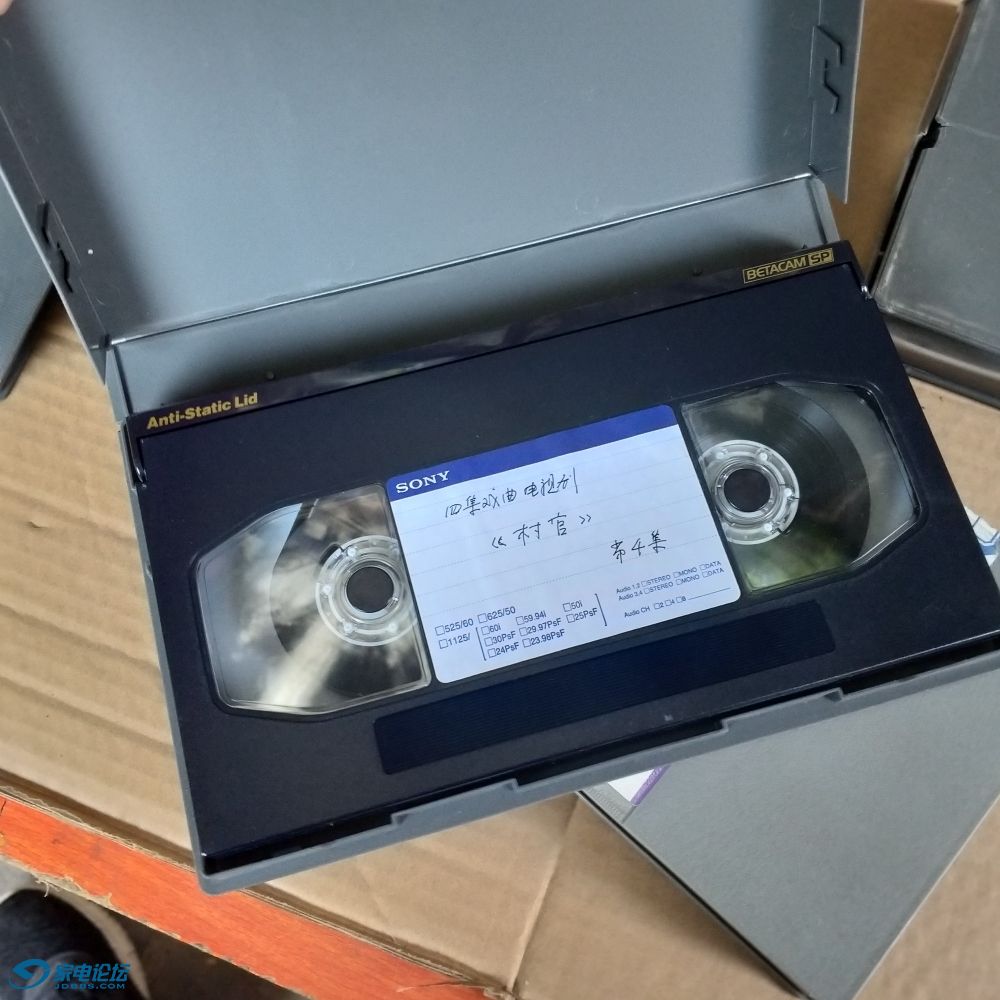 BETACAM SP
Anti-Static Lid
SONY
四集戏曲电视剧
《村官》
第4集
Audio 1.2 □STEREO □MONO □DATA
Audio 3.4 □STEREO □MONO □DATA
Audio CH □2 □4 □8
□525/60 □625/50
□1125/
□60i □59.94i □50i
□30PsF □29.97PsF □25PsF
□24PsF □23.98PsF
家电论坛
JDBBS.COM